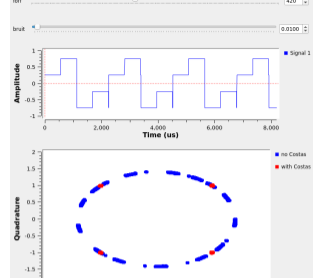 len
420
bruit
0.0100
1
0.5
0
-0.5
-1
Amplitude
0
2.000
4.000
6.000
8.000
Time (us)
Signal 1
2
1.5
1
0.5
0
-0.5
-1
-1.5
Quadrature
no Costas
with Costas